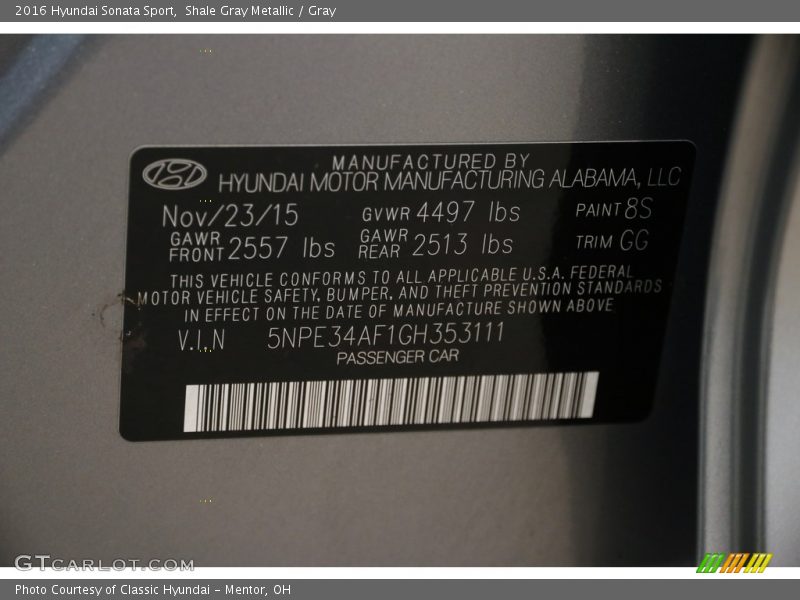 2016 Hyundai Sonata Sport,  Shale Gray Metallic / Gray
MANUFACTURED BY
HYUNDAI MOTOR MANUFACTURING ALABAMA, LLC
Nov/23/15 GVWR 4497 lbs PAINT 8S
GAWR FRONT 2557 lbs GAWR REAR 2513 lbs TRIM GG
THIS VEHICLE CONFORMS TO ALL APPLICABLE U.S.A. FEDERAL
MOTOR VEHICLE SAFETY, BUMPER, AND THEFT PREVENTION STANDARDS
IN EFFECT ON THE DATE OF MANUFACTURE SHOWN ABOVE
V.I.N 5NPE34AF1GH353111
PASSENGER CAR
GTCARLOT.COM
Photo Courtesy of Classic Hyundai - Mentor, OH